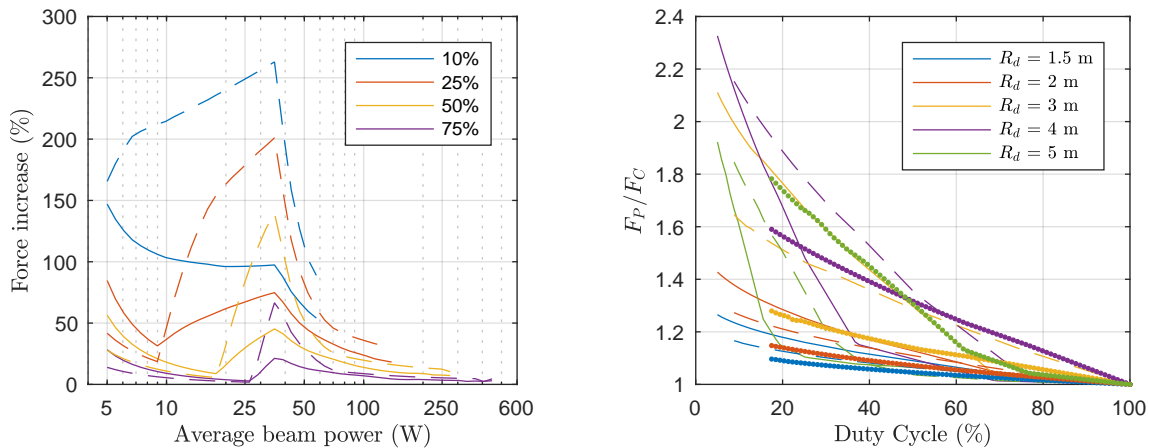 300
250
200
150
100
50
0
Force increase (%)
10%
25%
50%
75%
5 10 25 50 100 250 600
Average beam power (W)
2.4
2.2
2
1.8
1.6
1.4
1.2
1
F_P/F_C
R_d = 1.5 m
R_d = 2 m
R_d = 3 m
R_d = 4 m
R_d = 5 m
0 20 40 60 80 100
Duty Cycle (%)